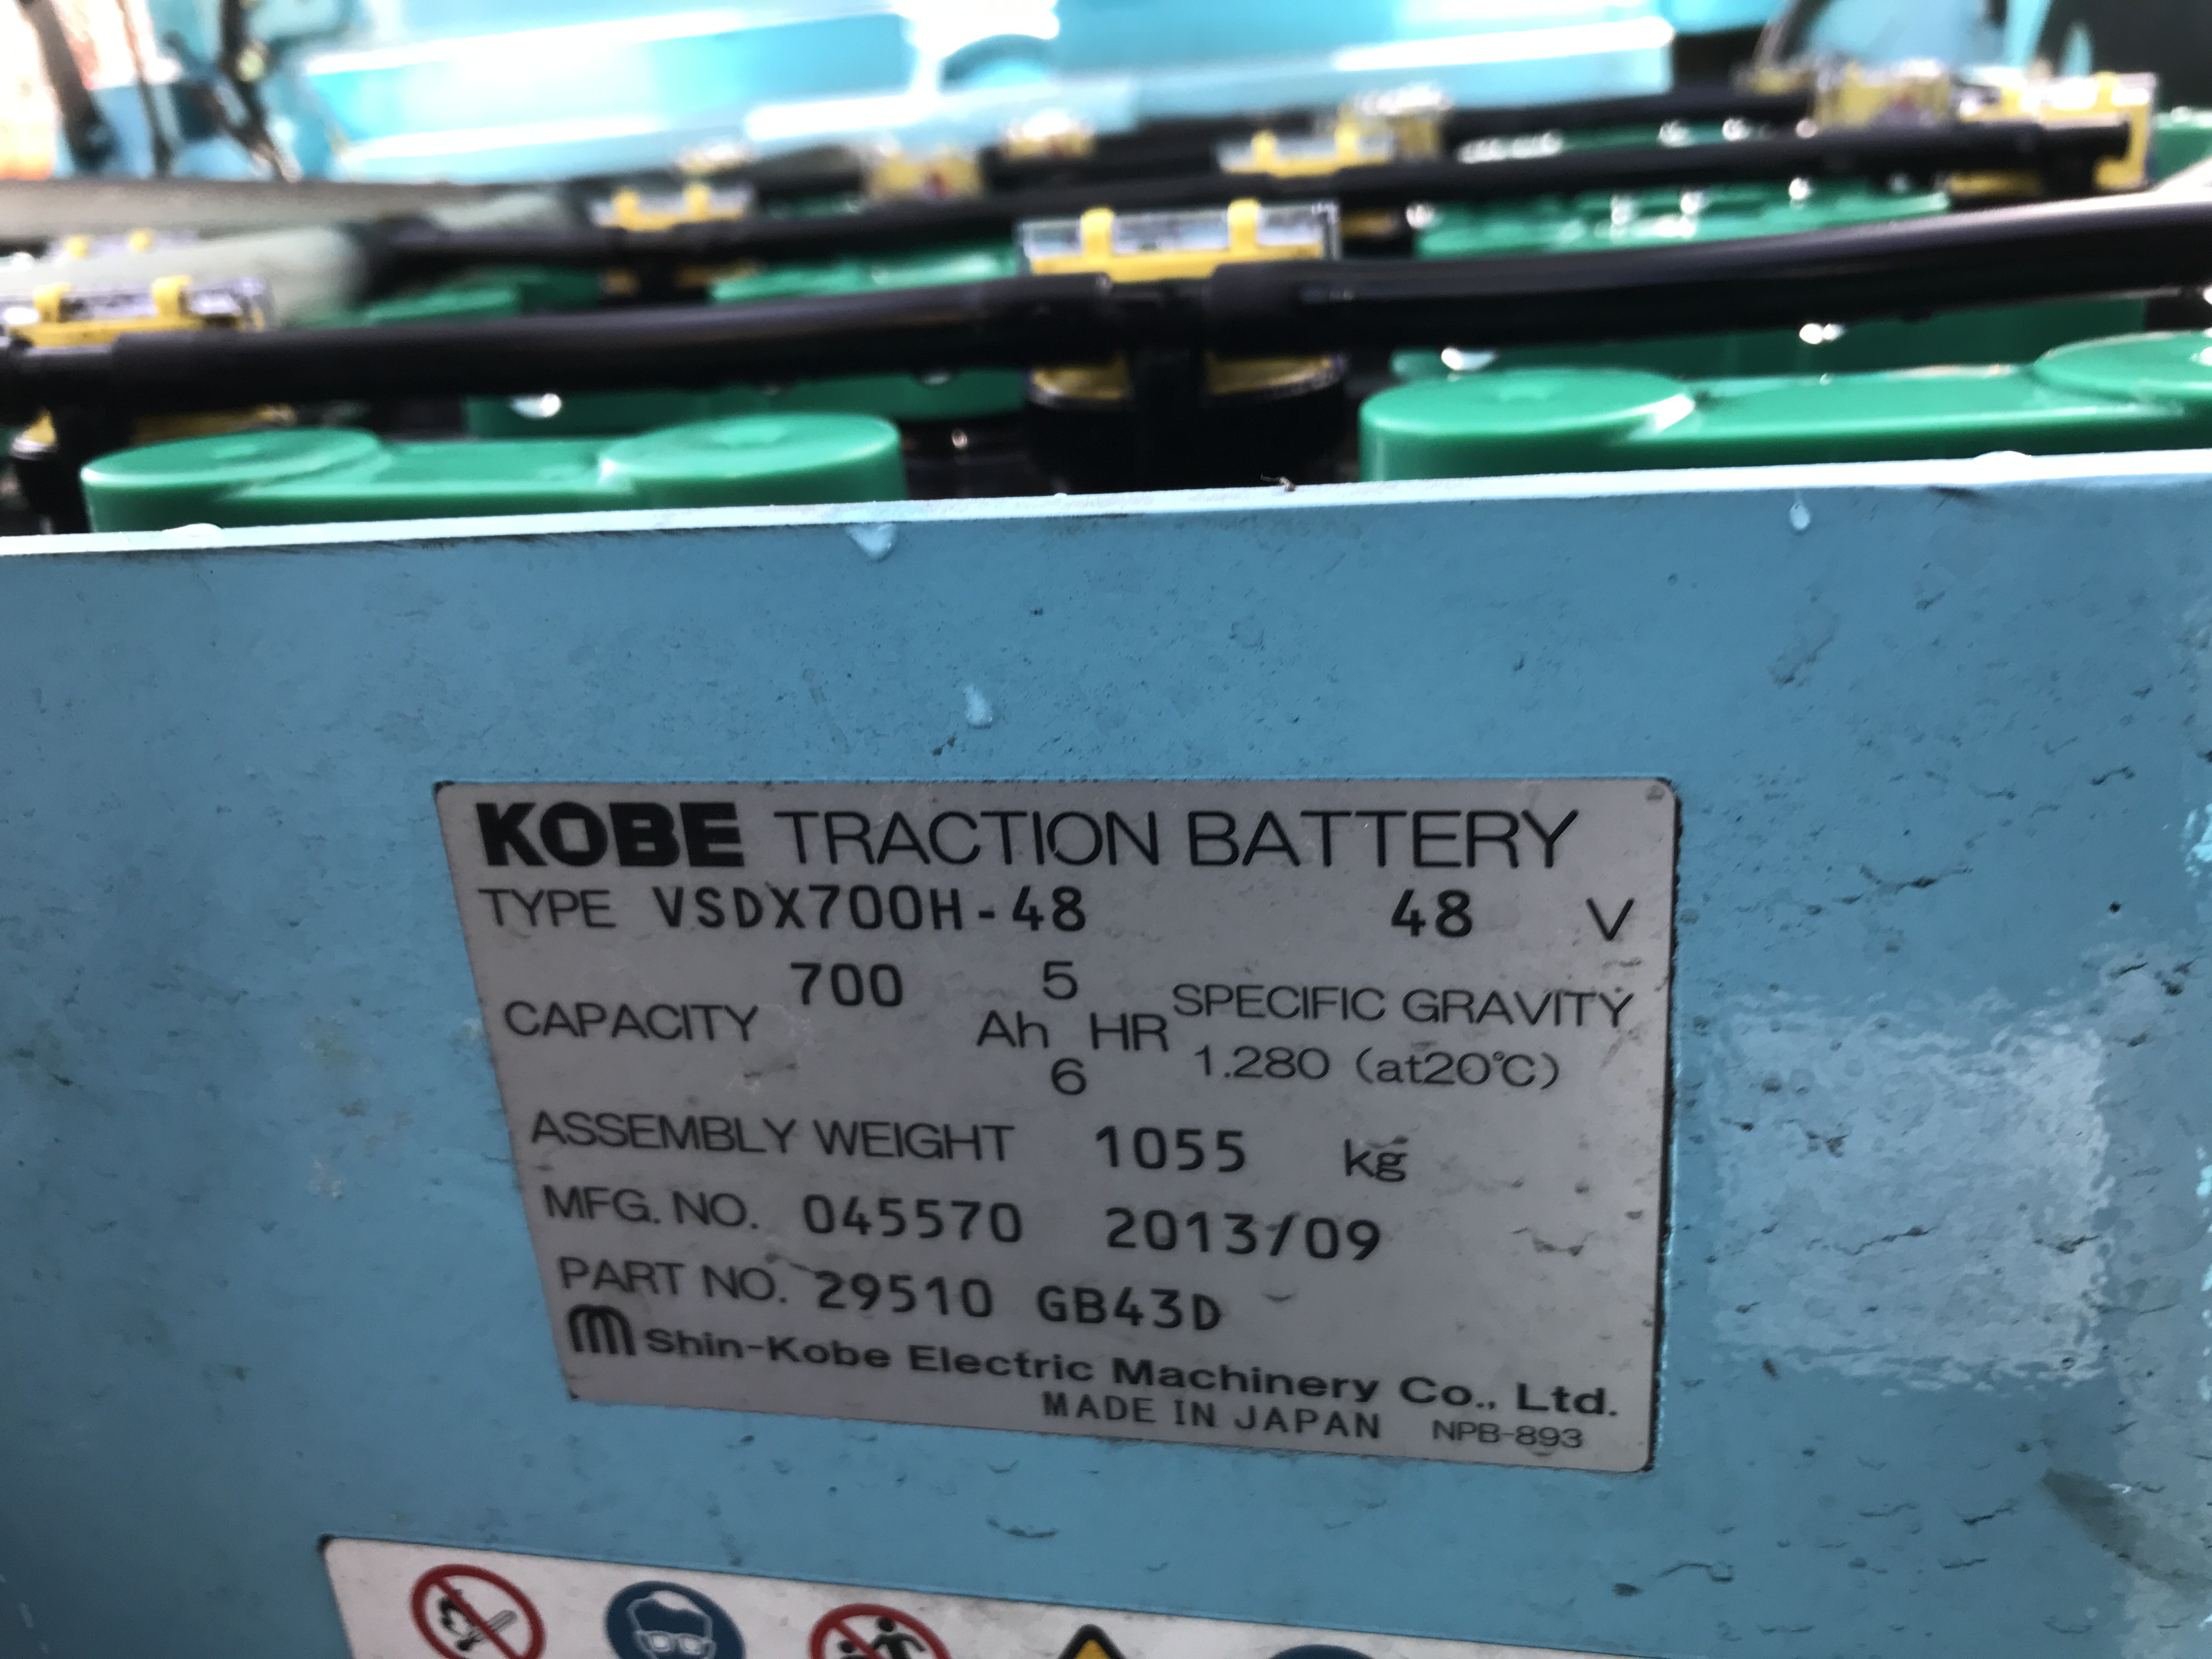 KOBE TRACTION BATTERY
TYPE VSDX700H-48 48 V
CAPACITY 700 Ah 5 HR
6
SPECIFIC GRAVITY
1.280 (at20℃)
ASSEMBLY WEIGHT 1055 kg
MFG. NO. 045570 2013/09
PART NO. 29510 GB43D
Shin-Kobe Electric Machinery Co., Ltd.
MADE IN JAPAN NPB-893